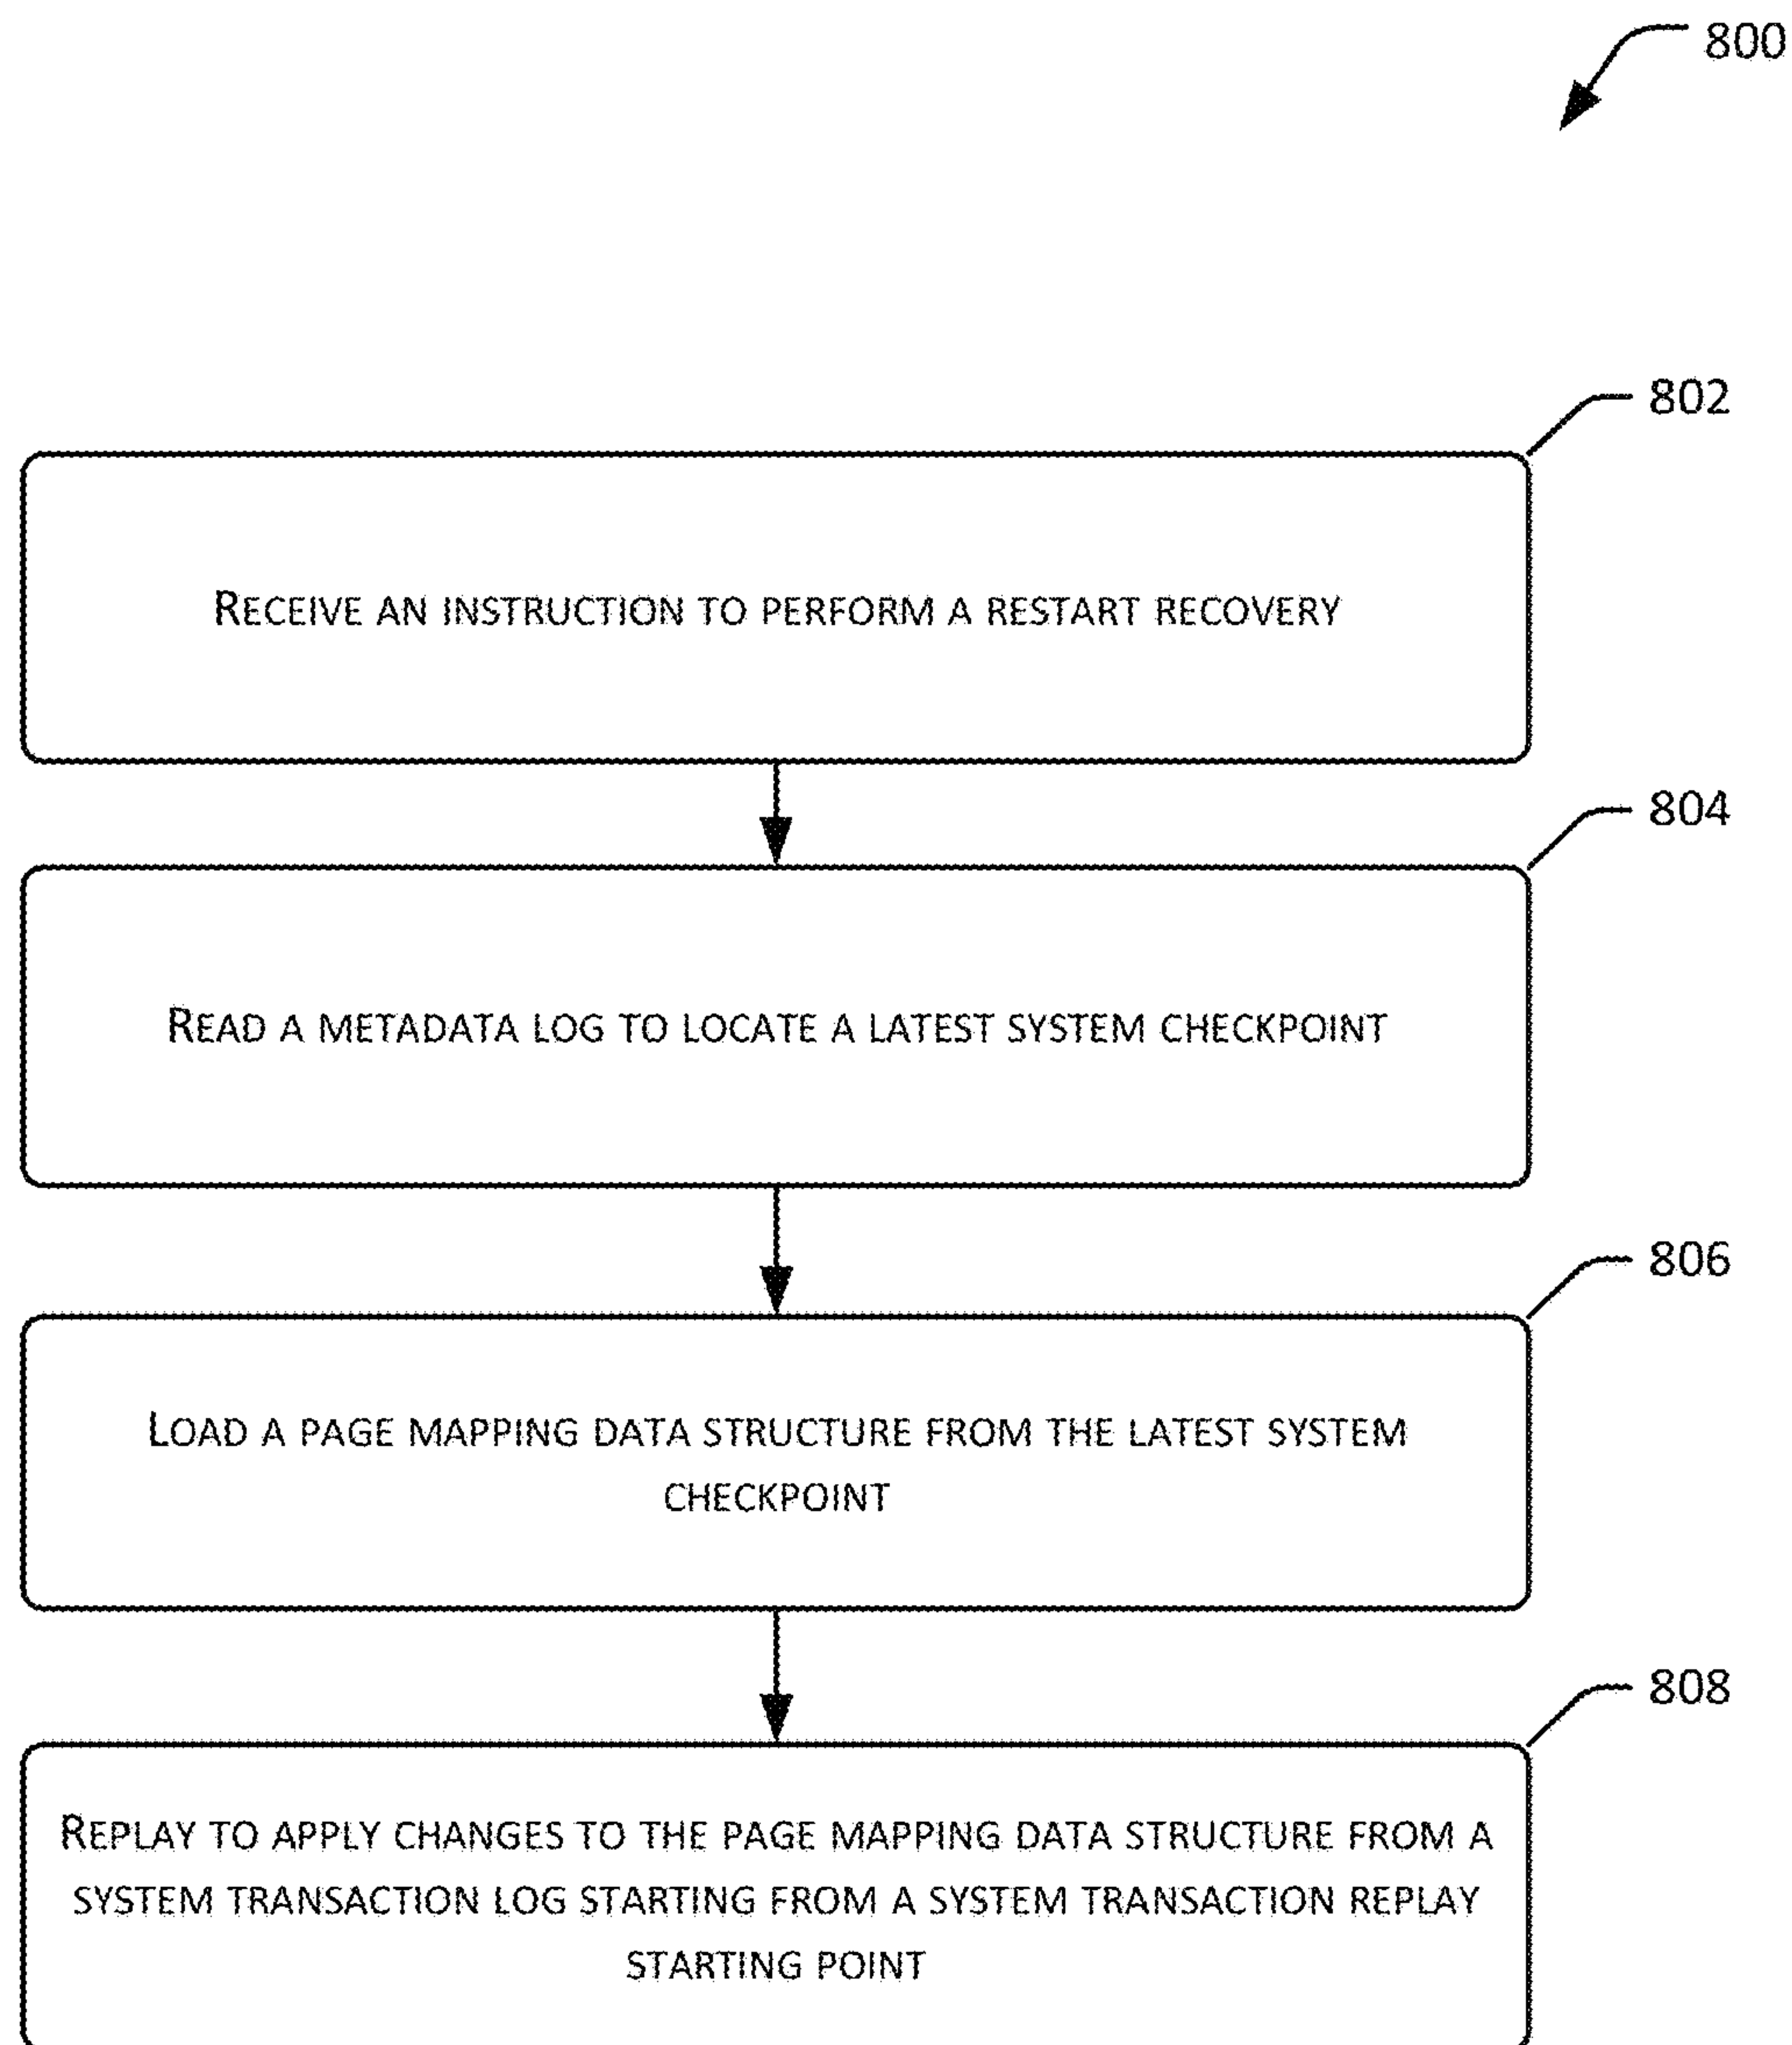 800
802
RECEIVE AN INSTRUCTION TO PERFORM A RESTART RECOVERY
804
READ A METADATA LOG TO LOCATE A LATEST SYSTEM CHECKPOINT
806
LOAD A PAGE MAPPING DATA STRUCTURE FROM THE LATEST SYSTEM
CHECKPOINT
808
REPLAY TO APPLY CHANGES TO THE PAGE MAPPING DATA STRUCTURE FROM A
SYSTEM TRANSACTION LOG STARTING FROM A SYSTEM TRANSACTION REPLAY
STARTING POINT